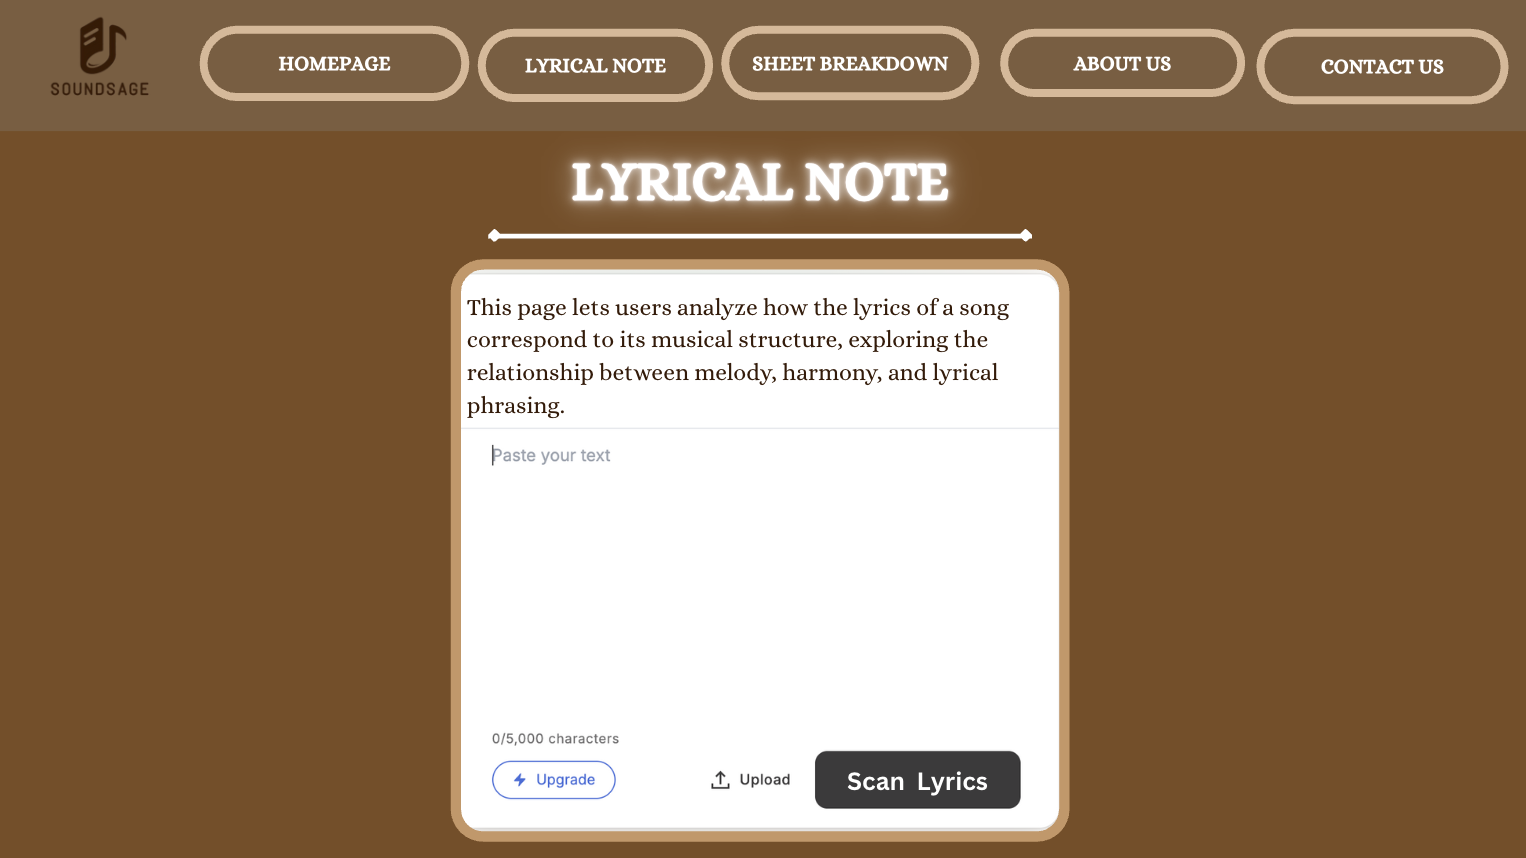 SOUNDSAGE
HOMEPAGE
LYRICAL NOTE
SHEET BREAKDOWN
ABOUT US
CONTACT US
LYRICAL NOTE
This page lets users analyze how the lyrics of a song
correspond to its musical structure, exploring the
relationship between melody, harmony, and lyrical
phrasing.
Paste your text
0/5,000 characters
Upgrade
Upload
Scan Lyrics